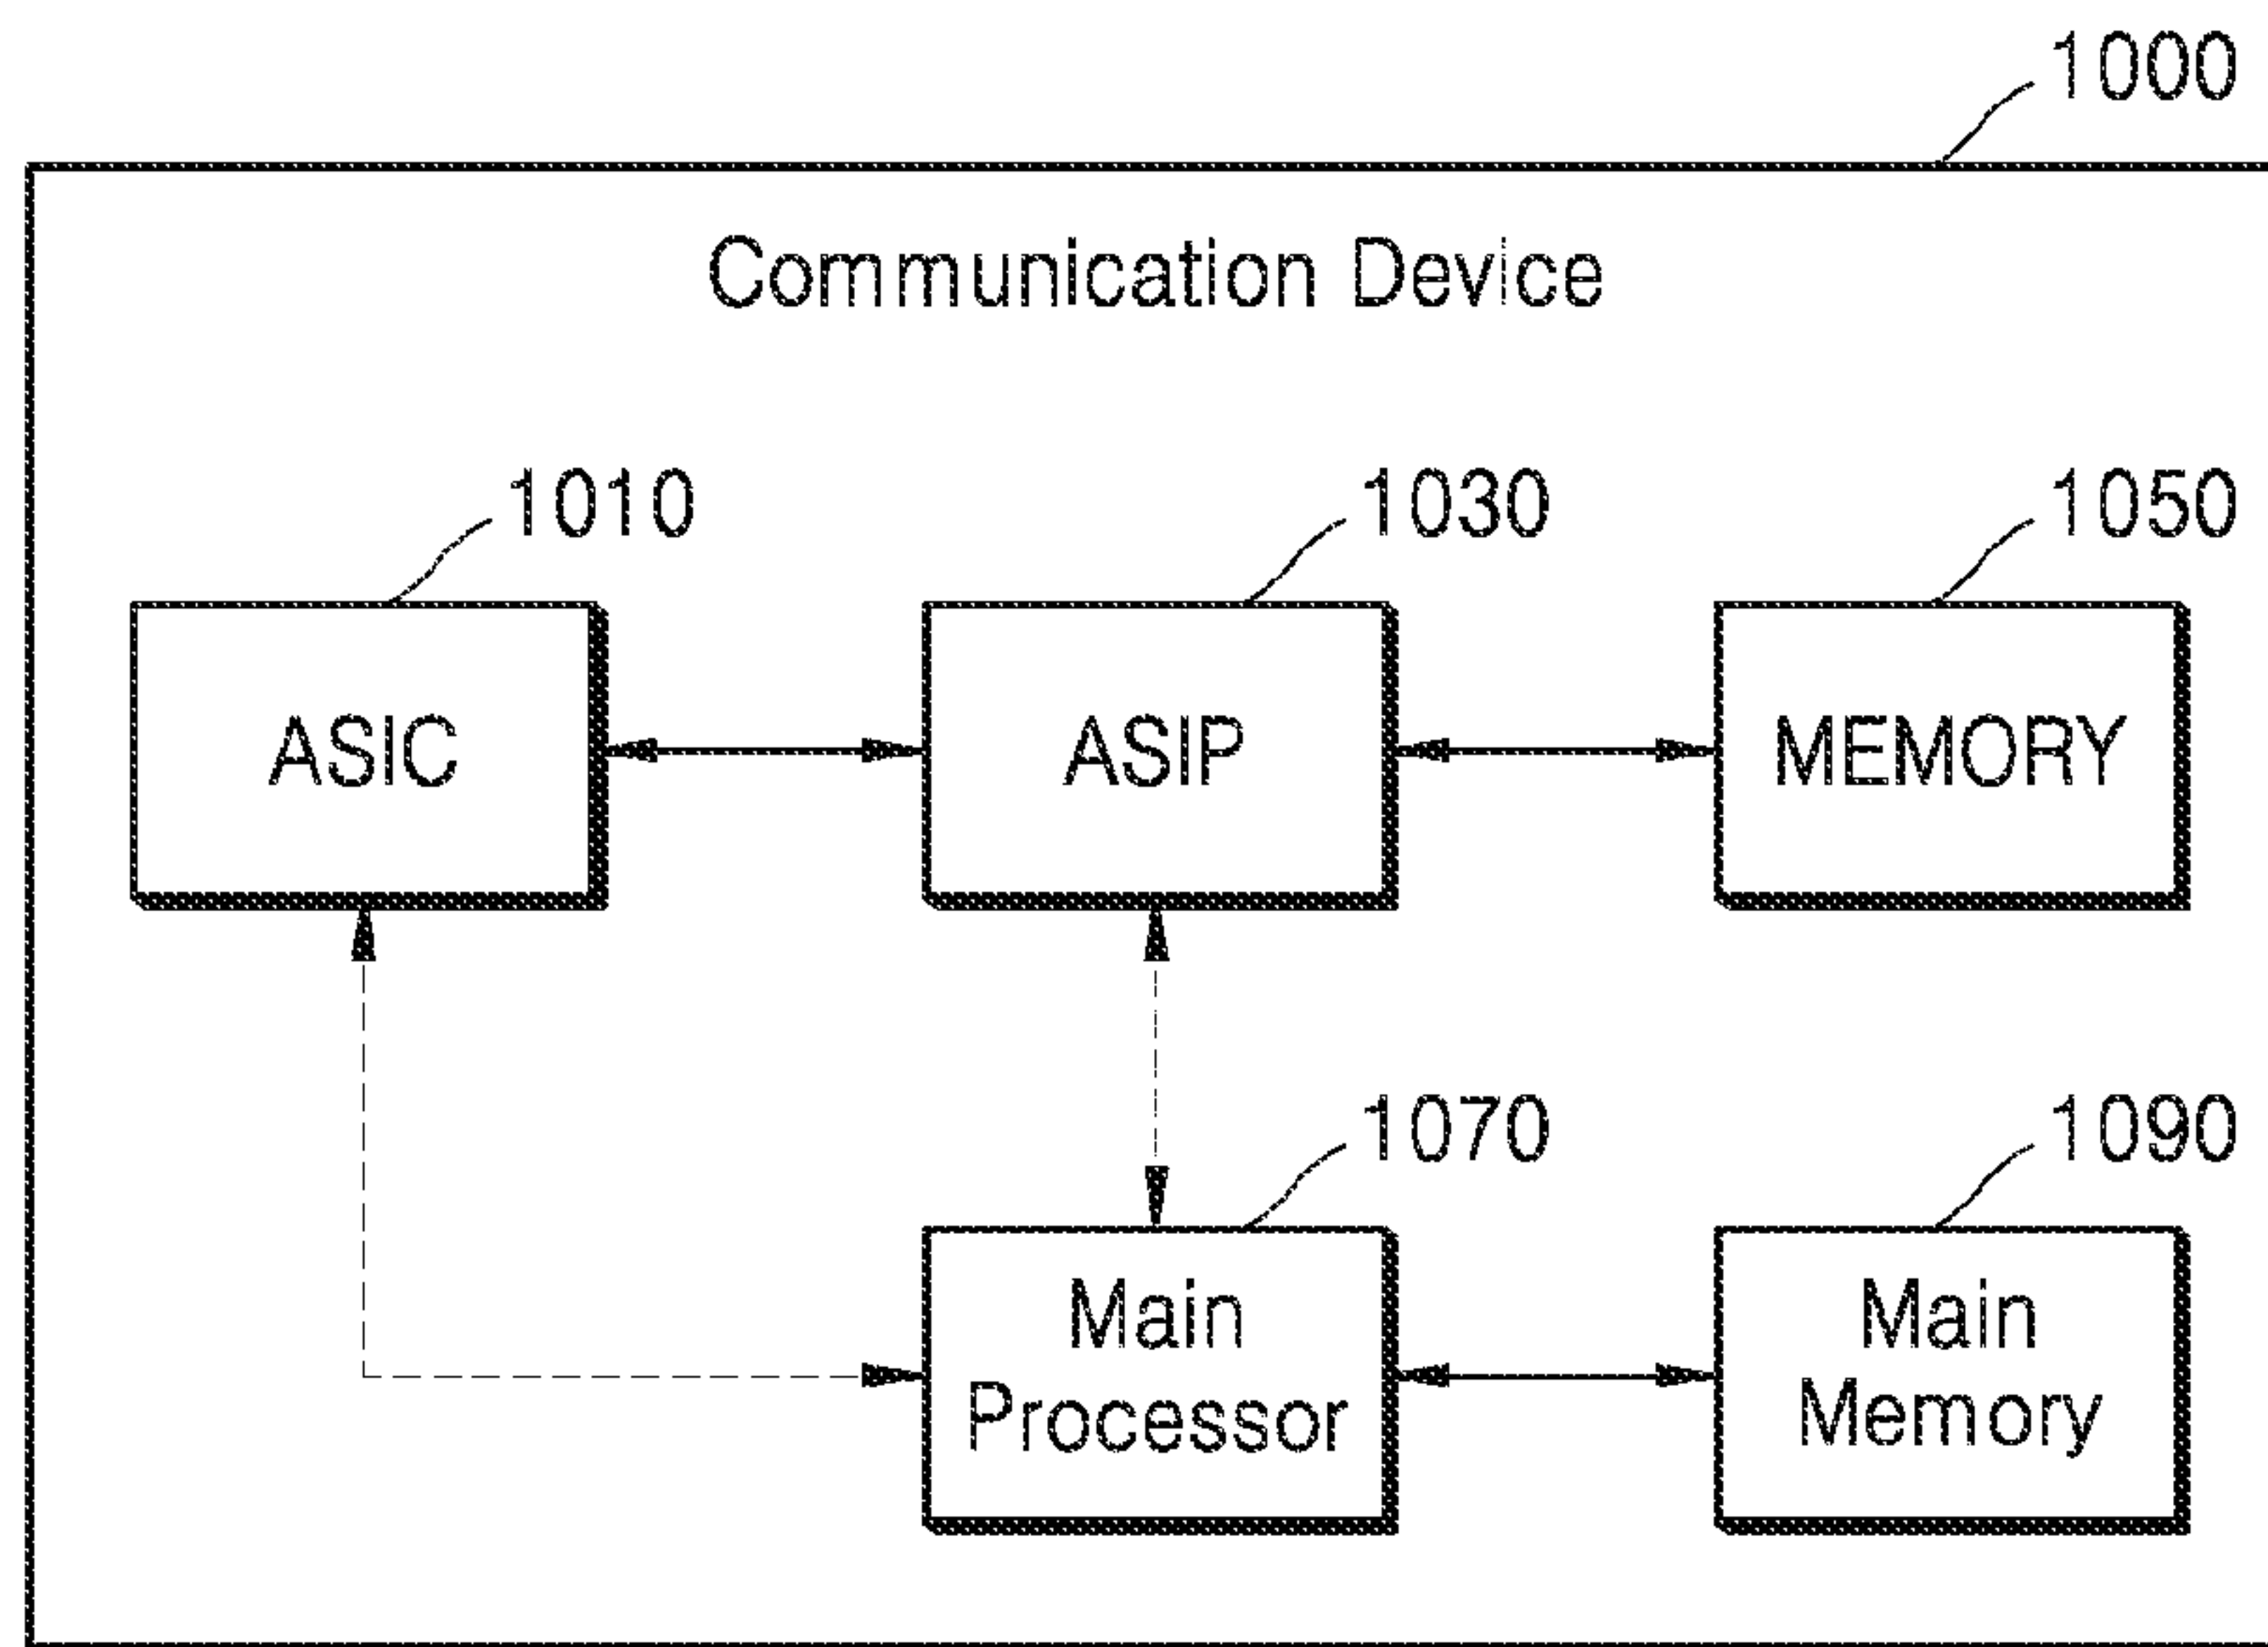 1000
Communication Device
1010
1030
1050
ASIC
ASIP
MEMORY
1070
1090
Main
Processor
Main
Memory